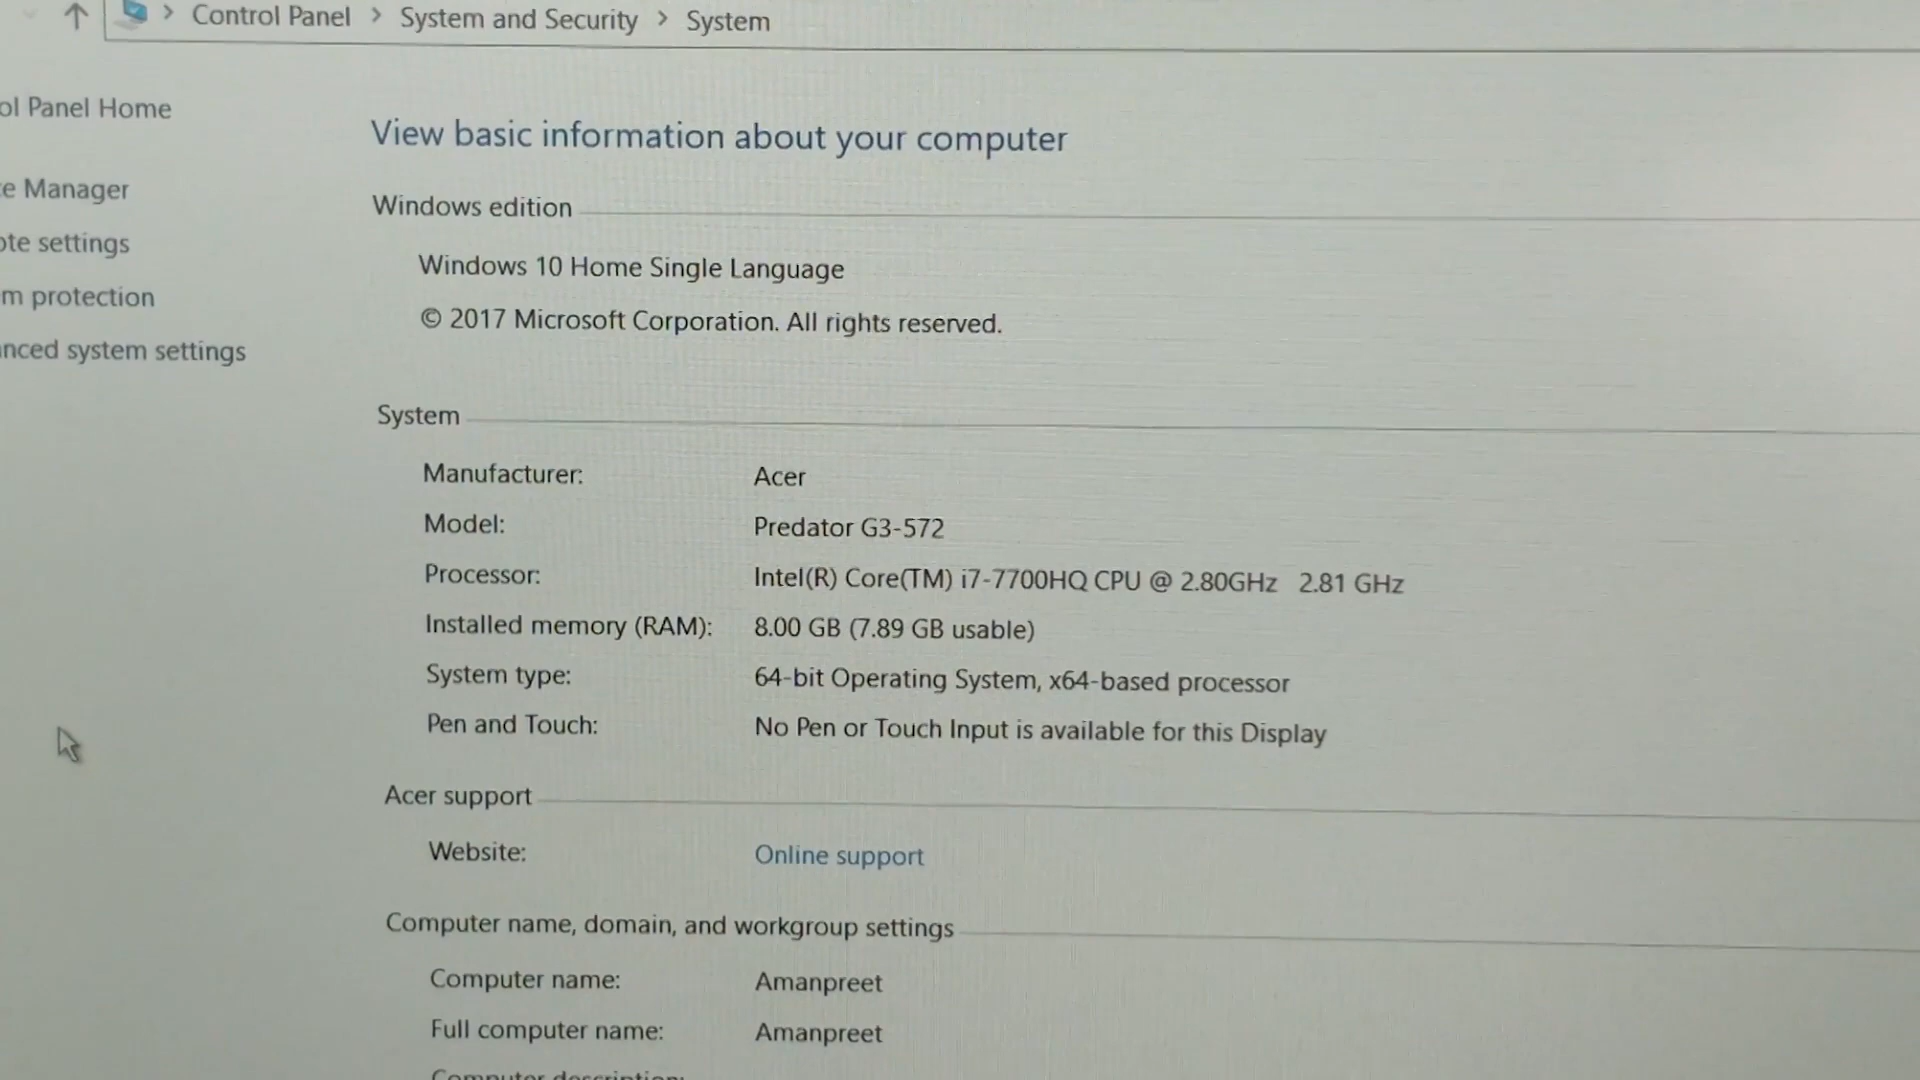 Control Panel > System and Security > System
ol Panel Home
View basic information about your computer
e Manager
Windows edition
ote settings
Windows 10 Home Single Language
m protection
© 2017 Microsoft Corporation. All rights reserved.
nced system settings
System
Manufacturer: Acer
Model: Predator G3-572
Processor: Intel(R) Core(TM) i7-7700HQ CPU @ 2.80GHz 2.81 GHz
Installed memory (RAM): 8.00 GB (7.89 GB usable)
System type: 64-bit Operating System, x64-based processor
Pen and Touch: No Pen or Touch Input is available for this Display
Acer support
Website: Online support
Computer name, domain, and workgroup settings
Computer name: Amanpreet
Full computer name: Amanpreet
Computer description: